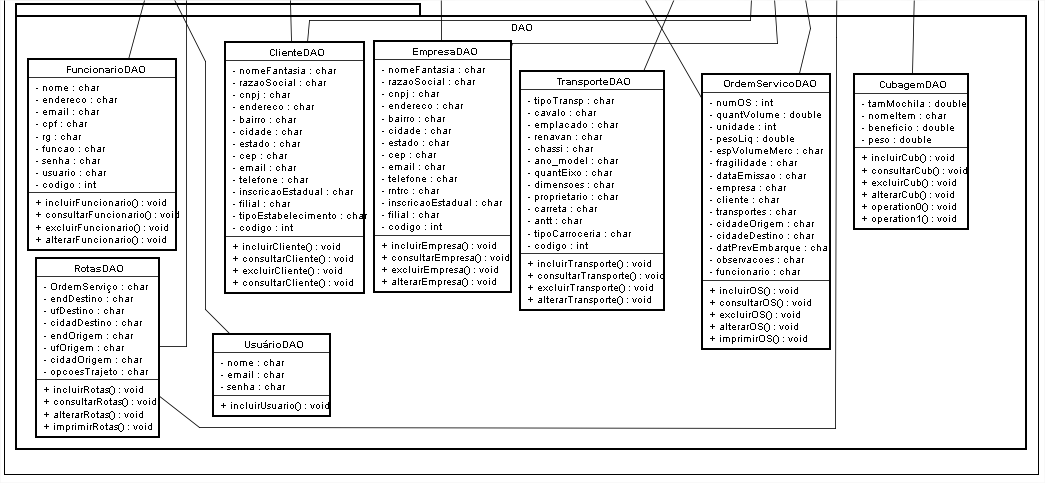 DAO
FuncionarioDAO
- nome : char
- endereco : char
- email : char
- cpf : char
- rg : char
- funcao : char
- senha : char
- usuario : char
- codigo : int
+ incluirFuncionario() : void
+ consultarFuncionario() : void
+ excluirFuncionario() : void
+ alterarFuncionario() : void
ClienteDAO
- nomeFantasia : char
- razaoSocial : char
- cnpj : char
- endereco : char
- bairro : char
- cidade : char
- estado : char
- cep : char
- email : char
- telefone : char
- inscricaoEstadual : char
- filial : char
- tipoEstabelecimento : char
- codigo : int
+ incluirCliente() : void
+ consultarCliente() : void
+ excluirCliente() : void
+ consultarCliente() : void
EmpresaDAO
- nomeFantasia : char
- razaoSocial : char
- cnpj : char
- endereco : char
- bairro : char
- cidade : char
- estado : char
- cep : char
- email : char
- telefone : char
- rntrc : char
- inscricaoEstadual : char
- filial : char
- codigo : int
+ incluirEmpresa() : void
+ consultarEmpresa() : void
+ excluirEmpresa() : void
+ alterarEmpresa() : void
TransporteDAO
- tipoTransp : char
- cavalo : char
- emplacado : char
- renavan : char
- chassi : char
- ano_model : char
- quantEixo : char
- dimensoes : char
- proprietario : char
- carreta : char
- antt : char
- tipoCarroceria : char
- codigo : int
+ incluirTransporte() : void
+ consultarTransporte() : void
+ excluirTransporte() : void
+ alterarTransporte() : void
OrdemServicoDAO
- numOS : int
- quantVolume : double
- unidade : int
- pesoLiq : double
- espVolumeMerc : char
- fragilidade : char
- dataEmissao : char
- empresa : char
- cliente : char
- transportes : char
- cidadeOrigem : char
- cidadeDestino : char
- datPrevEmbarque : cha
- observacoes : char
- funcionario : char
+ incluirOS() : void
+ consultarOS() : void
+ excluirOS() : void
+ alterarOS() : void
+ imprimirOS() : void
CubagemDAO
- tamMochila : double
- nomeItem : char
- beneficio : double
- peso : double
+ incluirCub() : void
+ consultarCub() : void
+ excluirCub() : void
+ alterarCub() : void
+ operation0() : void
+ operation1() : void
RotasDAO
- OrdemServiço : char
- endDestino : char
- ufDestino : char
- cidadDestino : char
- endOrigem : char
- ufOrigem : char
- cidadOrigem : char
- opcoesTrajeto : char
+ incluirRotas() : void
+ consultarRotas() : void
+ alterarRotas() : void
+ imprimirRotas() : void
UsuárioDAO
- nome : char
- email : char
- senha : char
+ incluirUsuario() : void